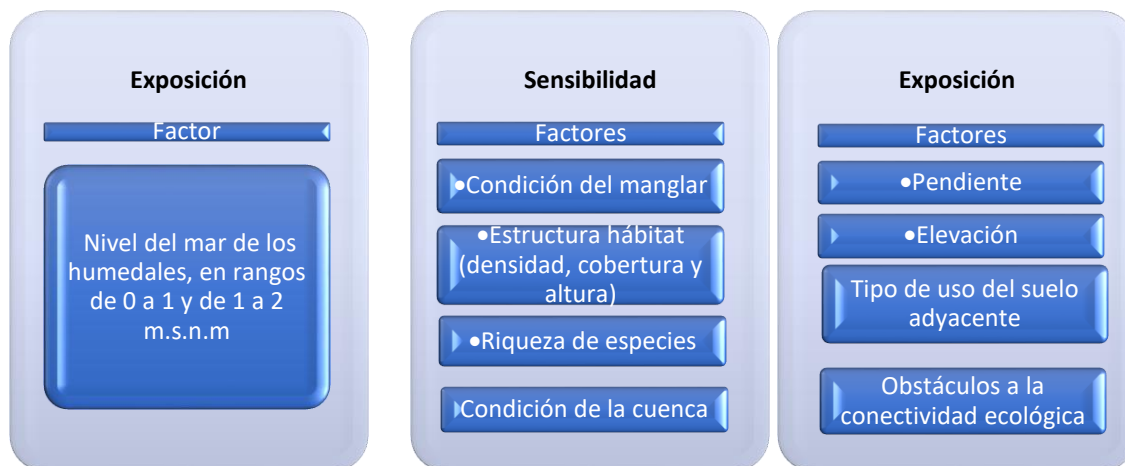 Exposición
Factor
Nivel del mar de los
humedales, en rangos
de 0 a 1 y de 1 a 2
m.s.n.m
Sensibilidad
Factores
•Condición del manglar
•Estructura hábitat
(densidad, cobertura y
altura)
•Riqueza de especies
Condición de la cuenca
Exposición
Factores
•Pendiente
•Elevación
Tipo de uso del suelo
adyacente
Obstáculos a la
conectividad ecológica